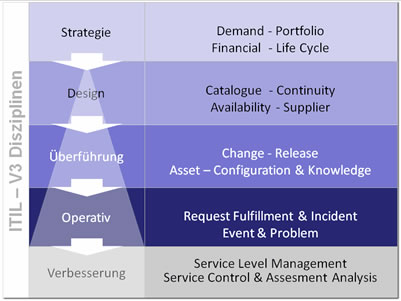 ITIL – V3 Disziplinen
Strategie
Demand - Portfolio
Financial - Life Cycle
Design
Catalogue - Continuity
Availability - Supplier
Überführung
Change - Release
Asset – Configuration & Knowledge
Operativ
Request Fulfillment & Incident
Event & Problem
Verbesserung
Service Level Management
Service Control & Assesment Analysis